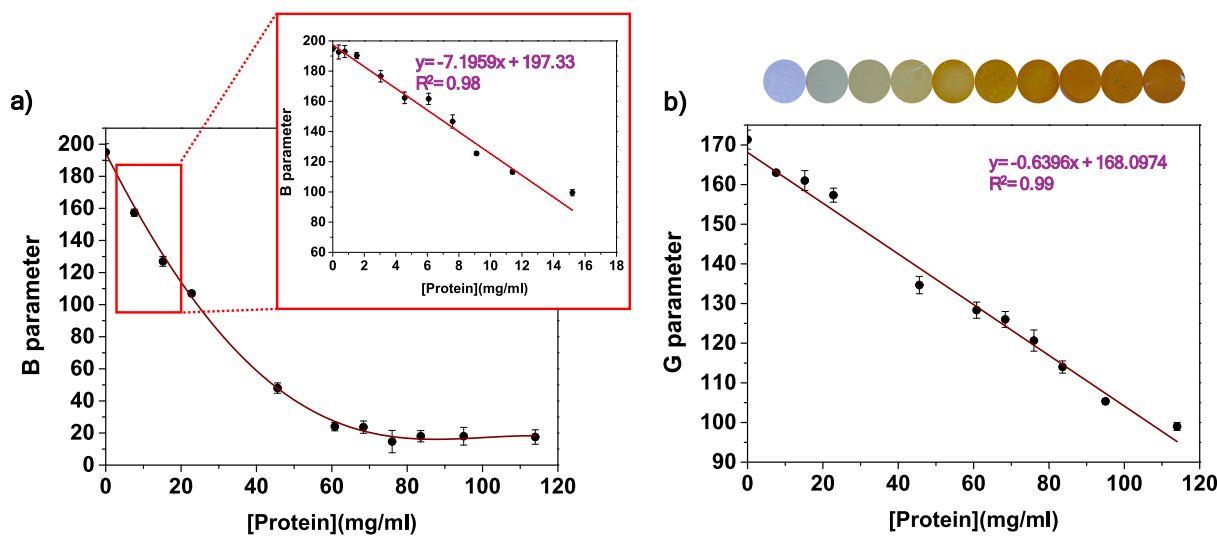 a)
B parameter
200
180
160
140
120
100
80
60
40
20
0
0 20 40 60 80 100 120
[Protein](mg/ml)
B parameter
200
180
160
140
120
100
80
60
0 2 4 6 8 10 12 14 16 18
[Protein](mg/ml)
y= -7.1959x + 197.33
R²= 0.98
b)
G parameter
170
160
150
140
130
120
110
100
90
0 20 40 60 80 100 120
[Protein](mg/ml)
y= -0.6396x + 168.0974
R²= 0.99